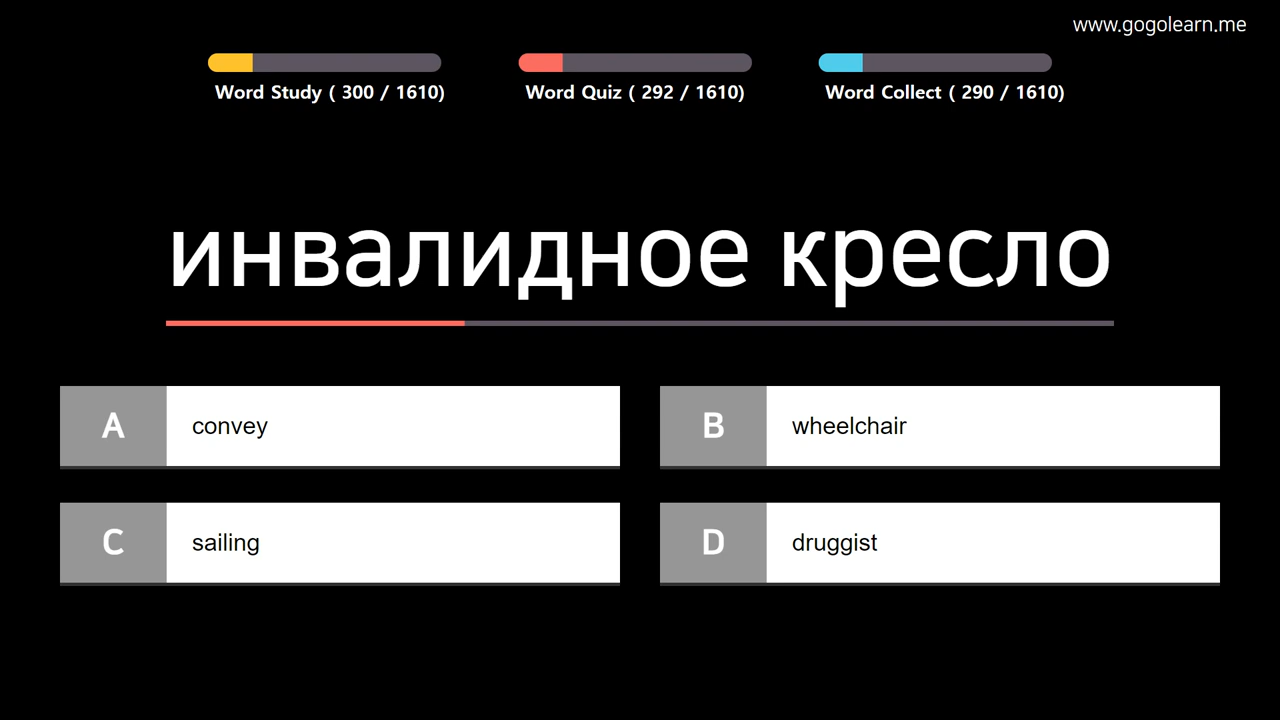 www.gogolearn.me
Word Study ( 300 / 1610)
Word Quiz ( 292 / 1610)
Word Collect ( 290 / 1610)
инвалидное кресло
A convey
B wheelchair
C sailing
D druggist